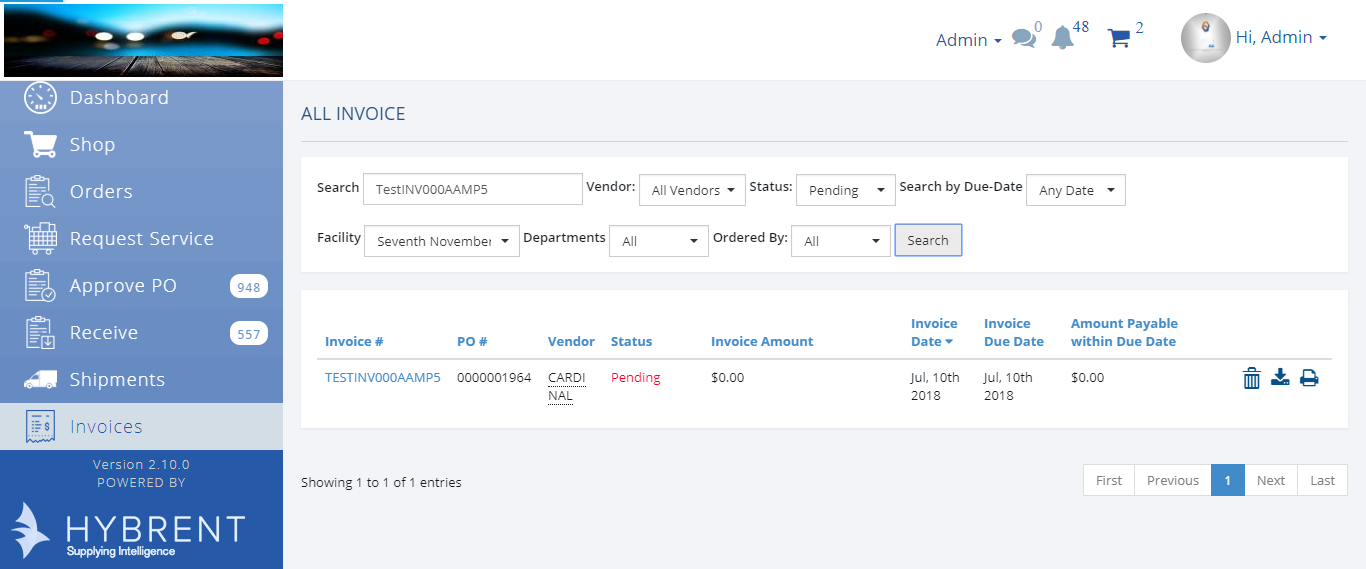 Admin 0 48 2 Hi, Admin
Dashboard
Shop
Orders
Request Service
Approve PO 948
Receive 557
Shipments
Invoices
Version 2.10.0
POWERED BY
HYBRENT
Supplying Intelligence
ALL INVOICE
Search TestINV000AAMP5 Vendor: All Vendors Status: Pending Search by Due-Date Any Date
Facility Seventh November Departments All Ordered By: All Search
Invoice # PO # Vendor Status Invoice Amount Invoice Date Invoice Due Date Amount Payable within Due Date
TESTINV000AAMP5 0000001964 CARDI Pending $0.00 Jul, 10th Jul, 10th $0.00
NAL 2018 2018
Showing 1 to 1 of 1 entries
First Previous 1 Next Last